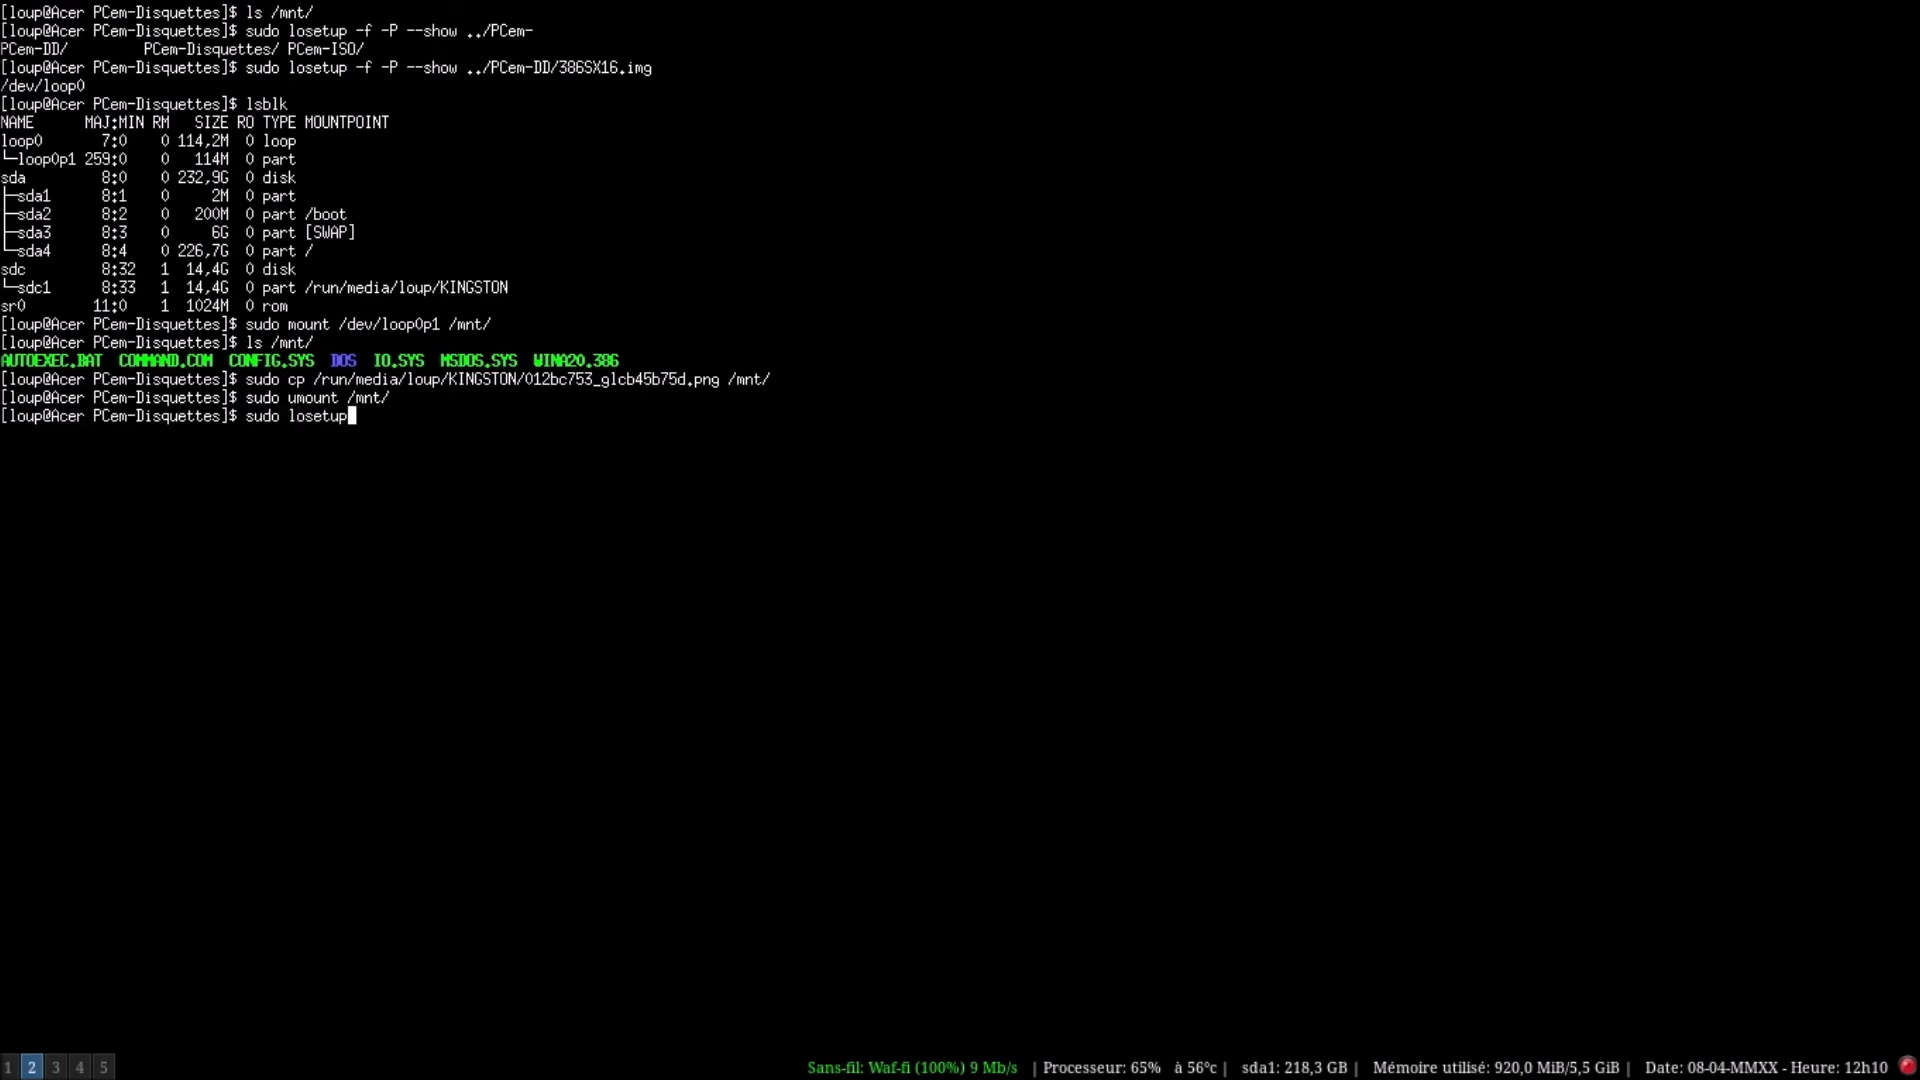 [loup@Acer PCem-Disquettes]$ ls /mnt/
[loup@Acer PCem-Disquettes]$ sudo losetup -f -P --show ../PCem-
PCem-DD/         PCem-Disquettes/ PCem-ISO/
[loup@Acer PCem-Disquettes]$ sudo losetup -f -P --show ../PCem-DD/386SX16.img
/dev/loop0
[loup@Acer PCem-Disquettes]$ lsblk
NAME      MAJ:MIN RM   SIZE RO TYPE MOUNTPOINT
loop0       7:0    0 114,2M  0 loop
└─loop0p1 259:0    0   114M  0 part
sda         8:0    0 232,9G  0 disk
├─sda1      8:1    0     2M  0 part
├─sda2      8:2    0   200M  0 part /boot
├─sda3      8:3    0     6G  0 part [SWAP]
└─sda4      8:4    0 226,7G  0 part /
sdc         8:32   1  14,4G  0 disk
└─sdc1      8:33   1  14,4G  0 part /run/media/loup/KINGSTON
sr0        11:0    1  1024M  0 rom
[loup@Acer PCem-Disquettes]$ sudo mount /dev/loop0p1 /mnt/
[loup@Acer PCem-Disquettes]$ ls /mnt/
AUTOEXEC.BAT  COMMAND.COM  CONFIG.SYS  DOS  IO.SYS  MSDOS.SYS  WINA20.386
[loup@Acer PCem-Disquettes]$ sudo cp /run/media/loup/KINGSTON/012bc753_glcb45b75d.png /mnt/
[loup@Acer PCem-Disquettes]$ sudo umount /mnt/
[loup@Acer PCem-Disquettes]$ sudo losetup
1 2 3 4 5 Sans-fil: Waf-fi (100%) 9 Mb/s | Processeur: 65% à 56°c | sda1: 218,3 GB | Mémoire utilisé: 920,0 MiB/5,5 GiB | Date: 08-04-MMXX - Heure: 12h10